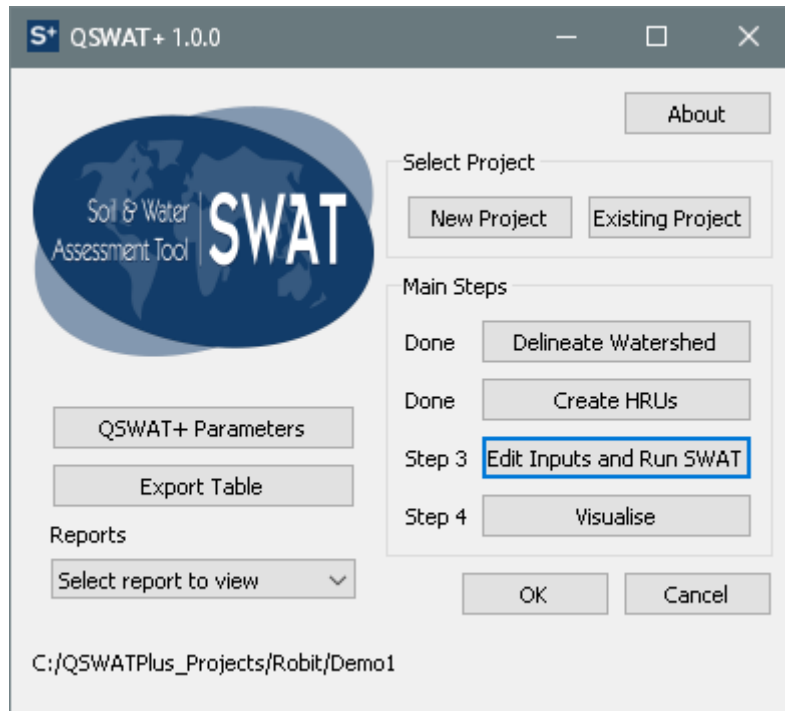 S+ QSWAT+ 1.0.0
About
Soil & Water
Assessment Tool
SWAT
Select Project
New Project
Existing Project
Main Steps
Done
Delineate Watershed
Done
Create HRUs
Step 3
Edit Inputs and Run SWAT
Step 4
Visualise
QSWAT+ Parameters
Export Table
Reports
Select report to view
OK
Cancel
C:/QSWATPlus_Projects/Robit/Demo1